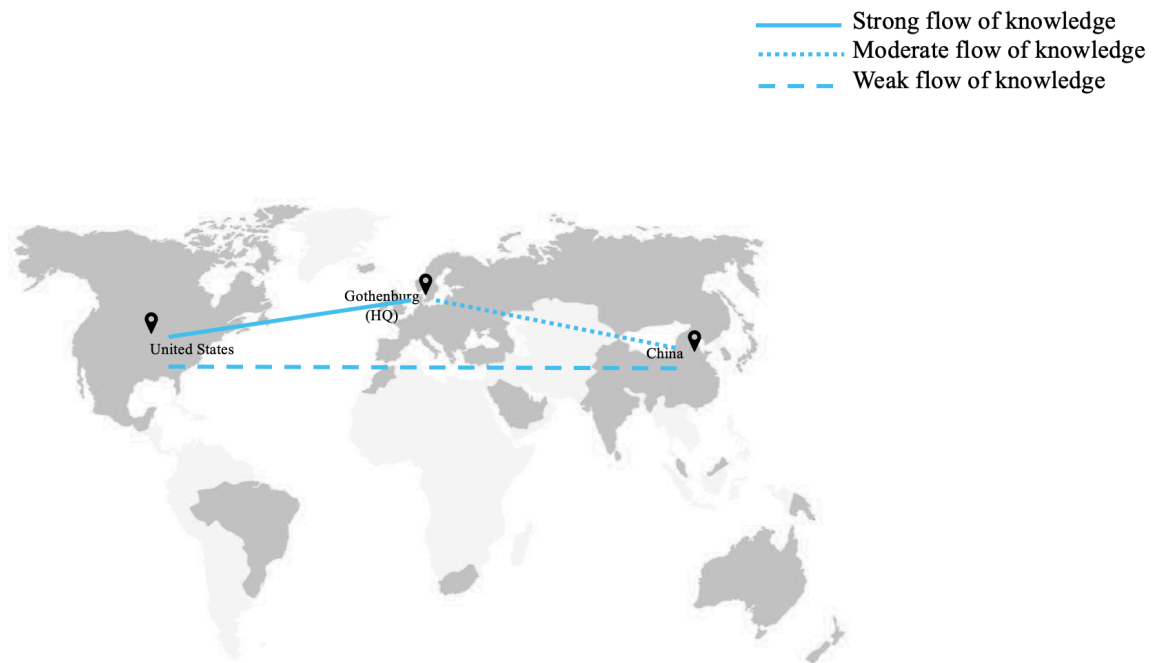 Strong flow of knowledge
Moderate flow of knowledge
Weak flow of knowledge
Gothenburg
(HQ)
United States
China